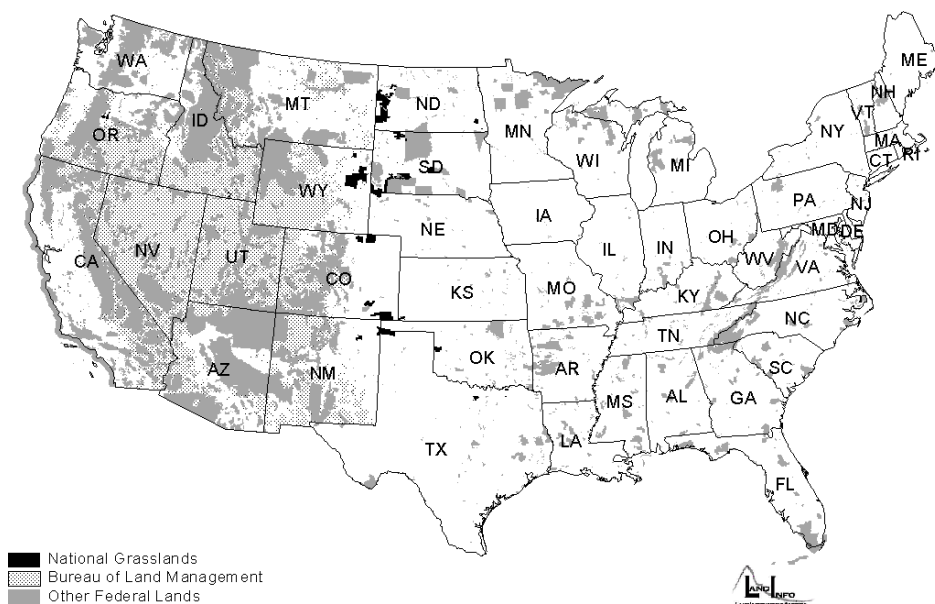 WA
ME
MT
ND
NH
VT
OR
ID
MN
NY
MA
WI
SD
MI
CT
RI
WY
PA
IA
NJ
NE
MD
DE
OH
IL
IN
NV
UT
WV
CA
CO
VA
KS
MO
KY
NC
TN
OK
AZ
NM
AR
SC
MS
AL
GA
TX
LA
FL
National Grasslands
Bureau of Land Management
Other Federal Lands
LAND INFO